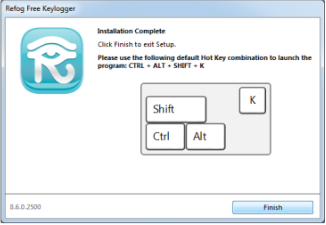 Refog Free Keylogger
Installation Complete
Click Finish to exit Setup.
Please use the following default Hot Key combination to launch the
program: CTRL + ALT + SHIFT + K
K
Shift
Ctrl Alt
8.6.0.2500
Finish